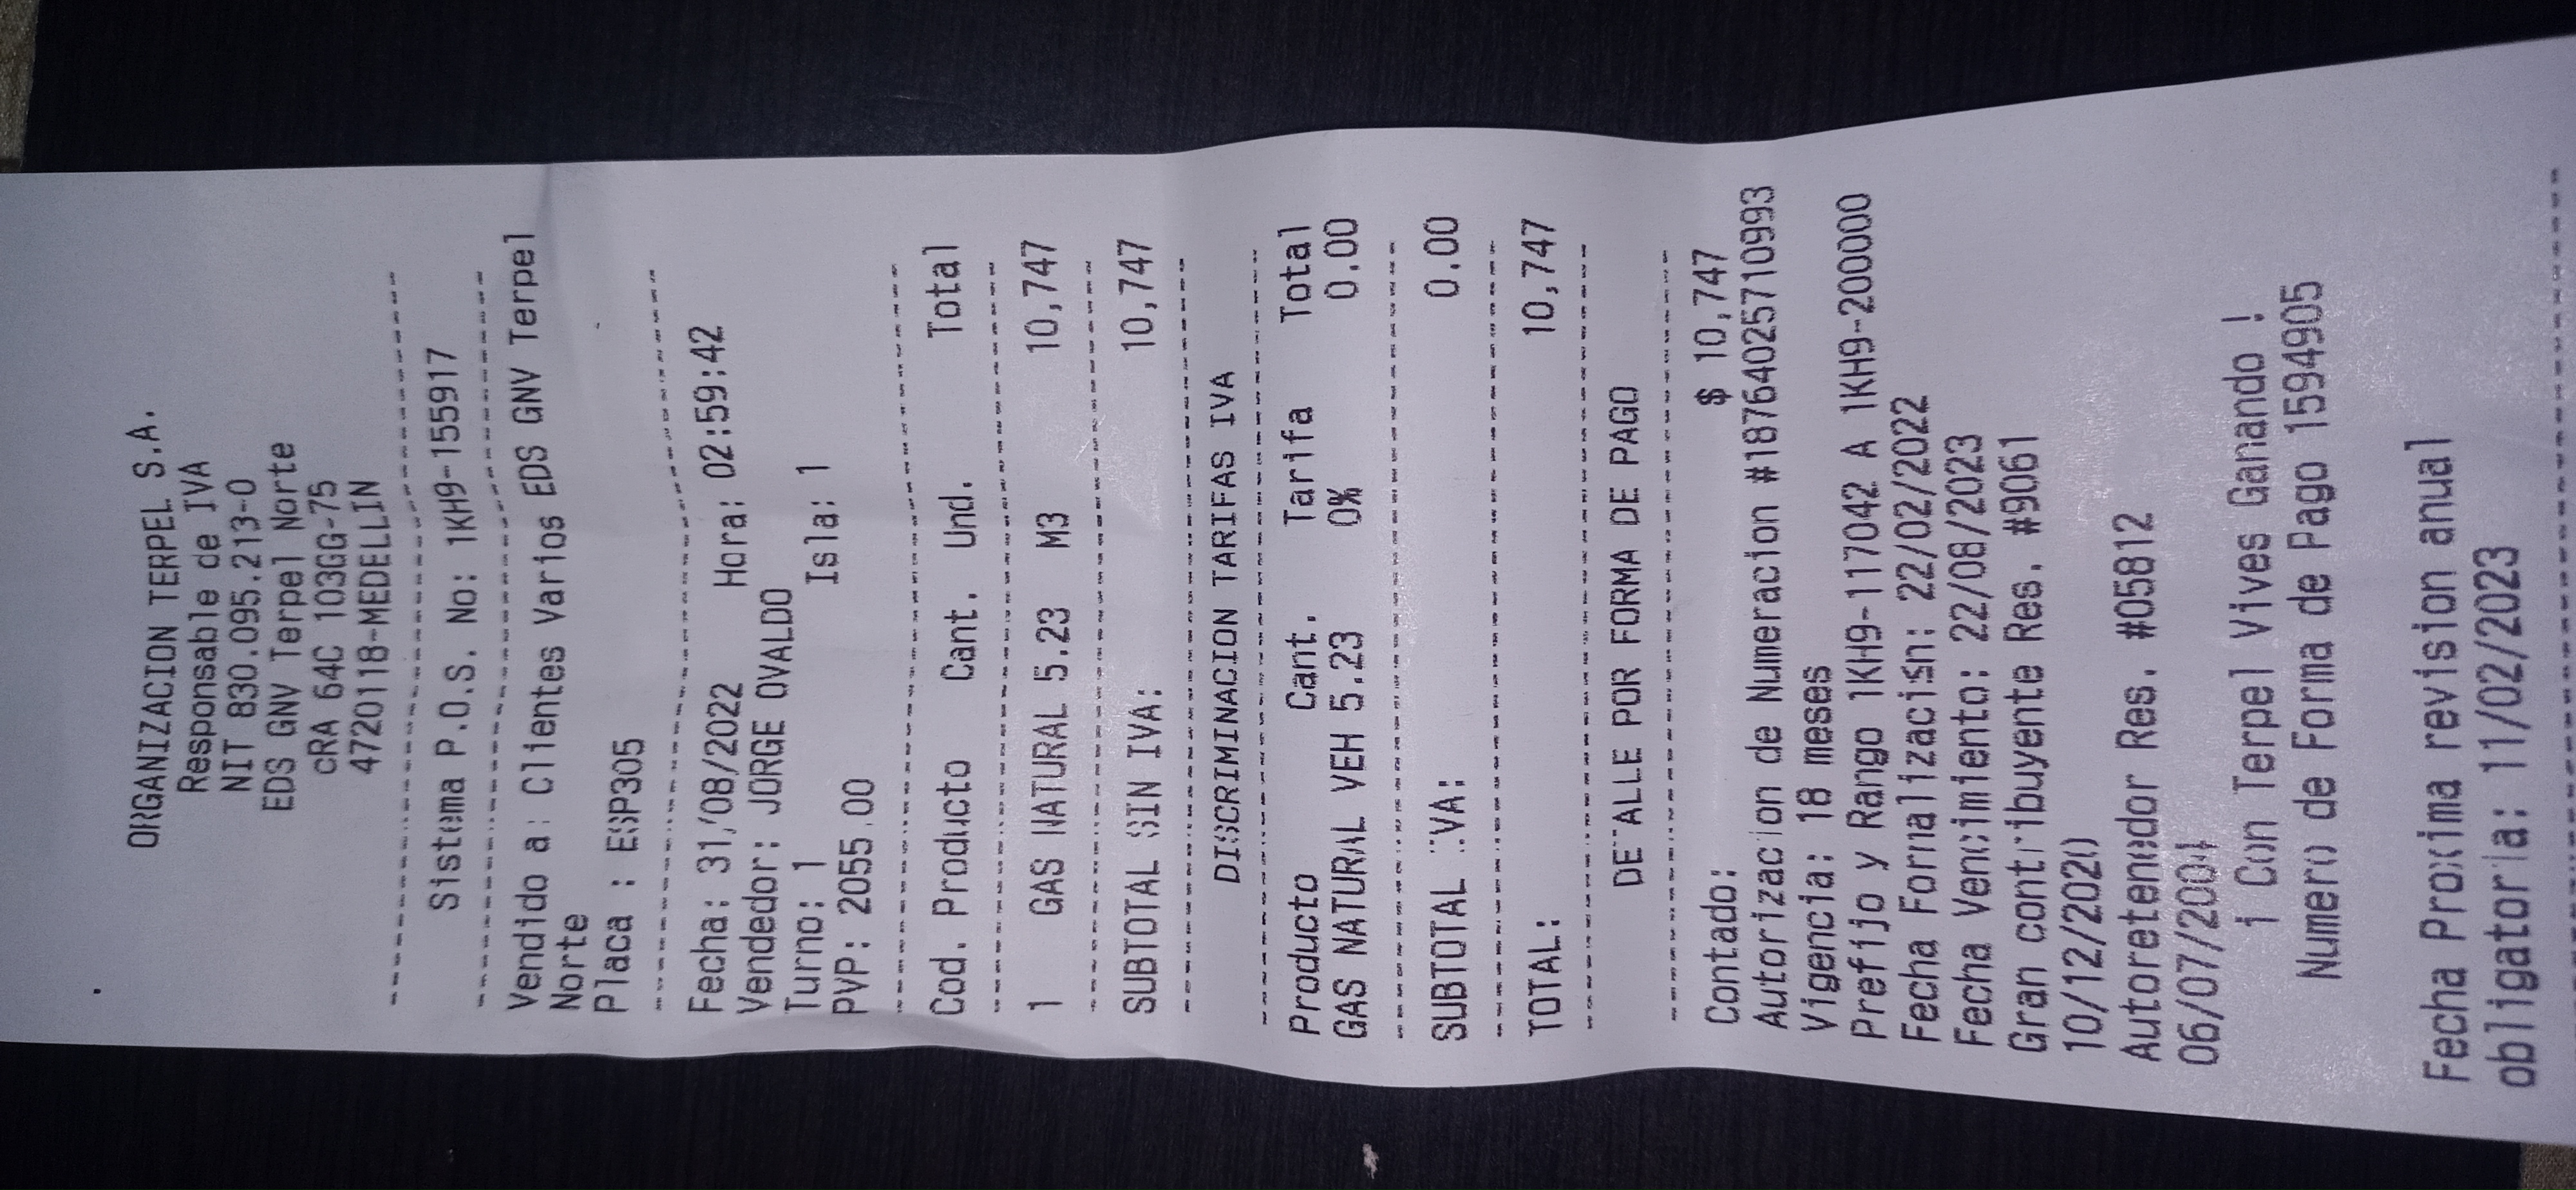 ORGANIZACION TERPEL S.A.
Responsable de IVA
NIT 830.095.213-0
EDS GNV Terpel Norte
CRA 64C 103GG-75
4720118-MEDELLIN
Sistema P.O.S. No: 1KH9-155917
Vendido a: Clientes Varios EDS GNV Terpel
Norte
Placa : ESP305
Fecha: 31/08/2022 Hora: 02:59:42
Vendedor: JORGE OVALDO
Turno: 1 Isla: 1
PVP: 2055.00
Cod. Producto Cant. Und. Total
1 GAS NATURAL 5.23 M3 10,747
SUBTOTAL SIN IVA: 10,747
DISCRIMINACION TARIFAS IVA
Producto Cant. Tarifa Total
GAS NATURAL VEH 5.23 0% 0.00
SUBTOTAL IVA: 0.00
TOTAL: 10,747
DETALLE POR FORMA DE PAGO
Contado: $ 10,747
Autorizacion de Numeracion #18764025710993
Vigencia: 18 meses
Prefijo y Rango 1KH9-117042 A 1KH9-200000
Fecha Formalizacisn: 22/02/2022
Fecha Vencimiento: 22/08/2023
Gran contribuyente Res. #9061
10/12/2020
Autoretenedor Res. #05812
06/07/2004
¡ Con Terpel Vives Ganando !
Numero de Forma de Pago 1594905
Fecha Proxima revision anual
obligatoria: 11/02/2023